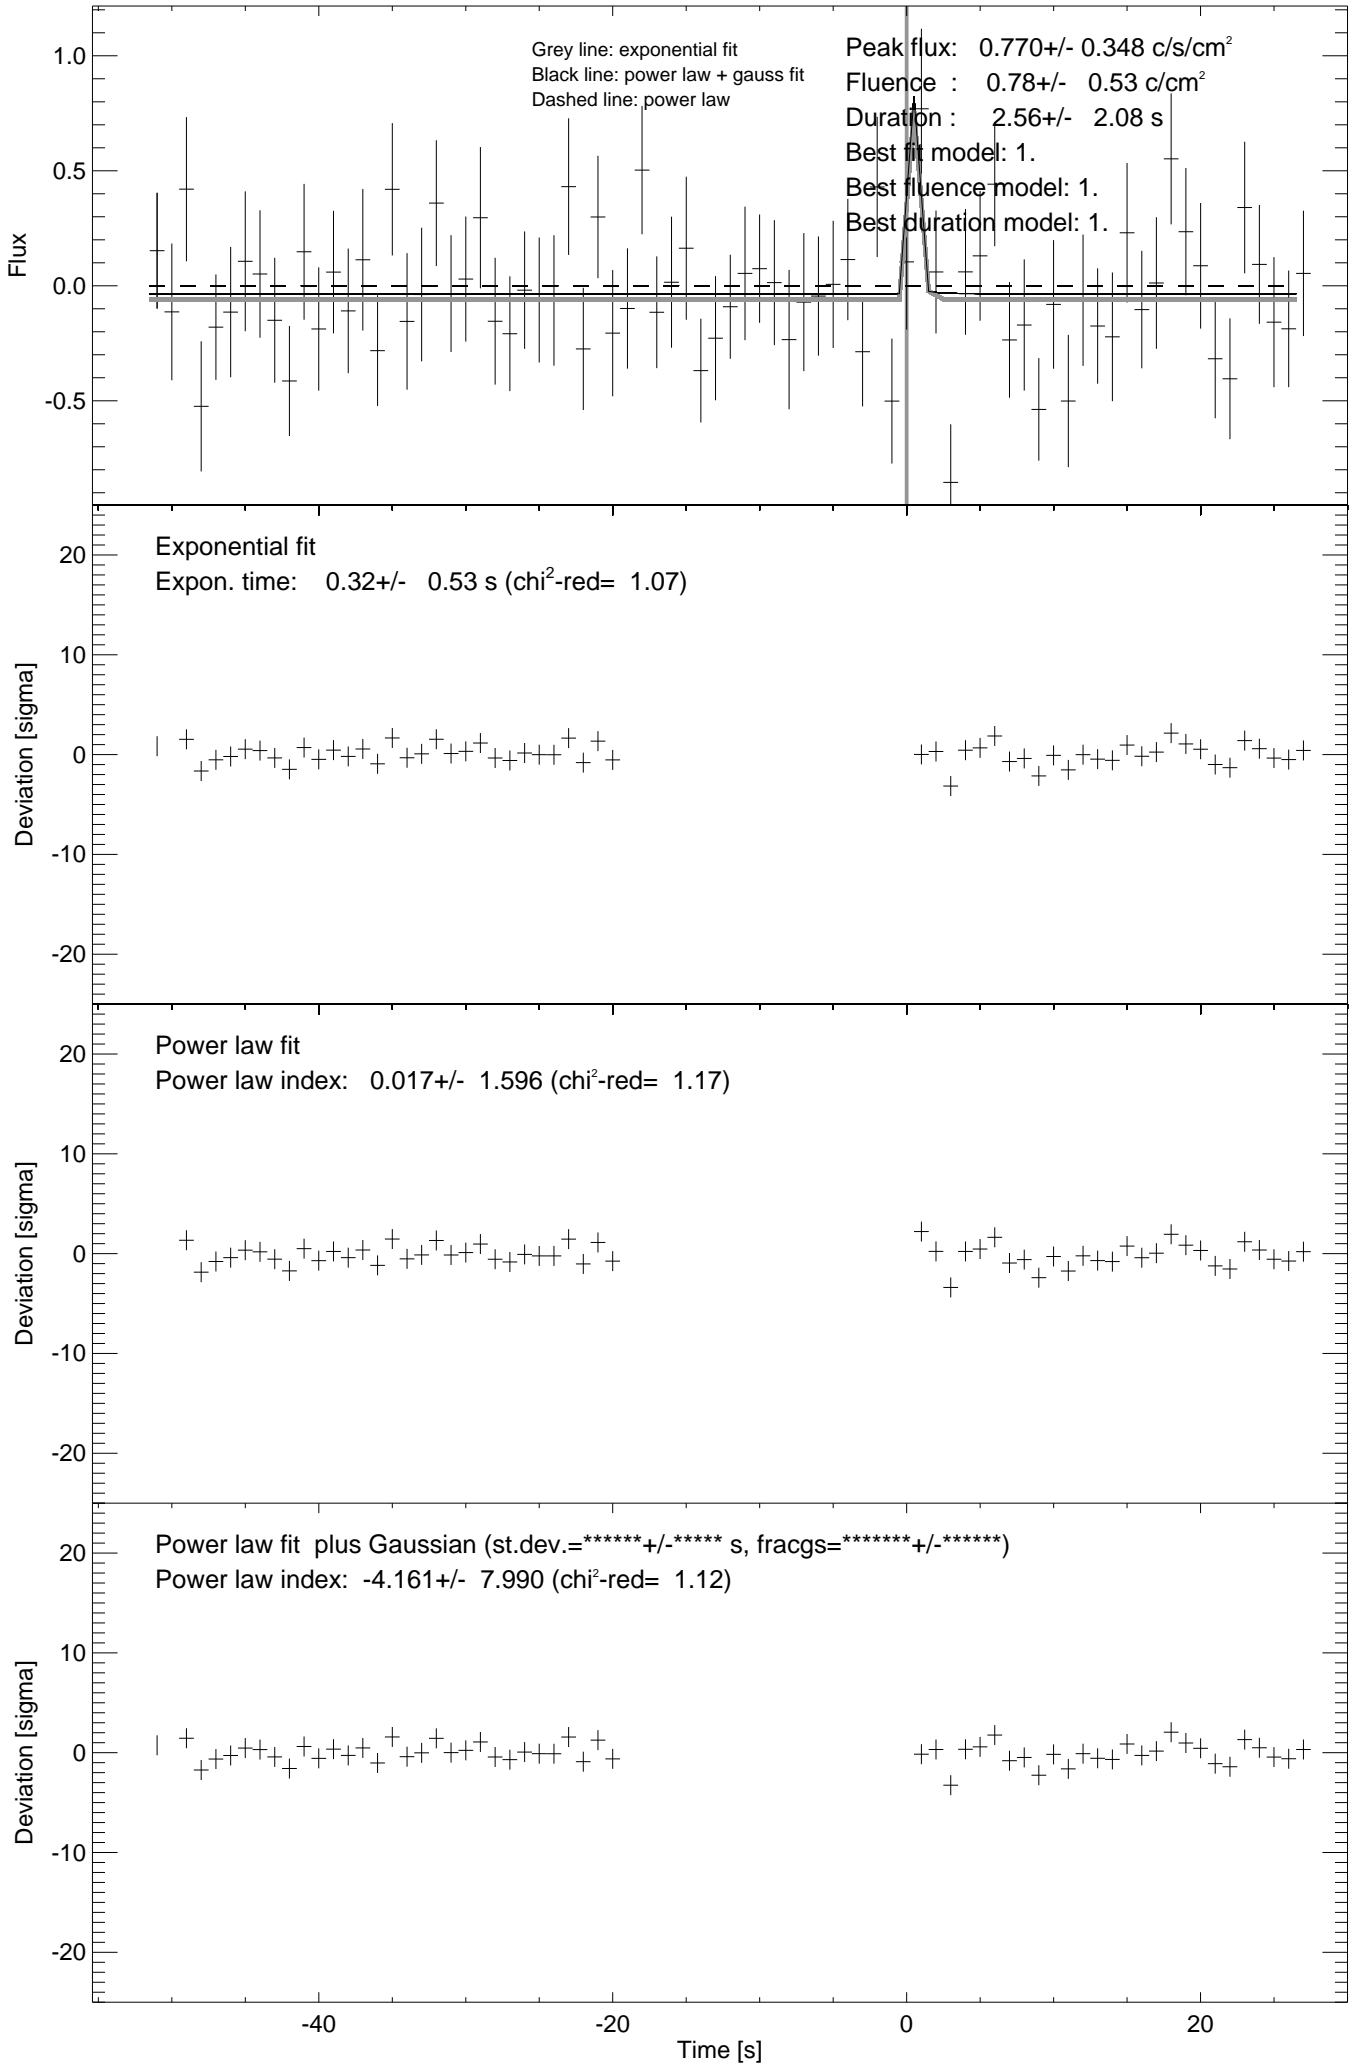 Grey line: exponential fit
Black line: power law + gauss fit
Dashed line: power law
Peak flux: 0.770+/- 0.348 c/s/cm²
Fluence : 0.78+/- 0.53 c/cm²
Duration : 2.56+/- 2.08 s
Best fit model: 1.
Best fluence model: 1.
Best duration model: 1.
1.0
0.5
0.0
-0.5
Flux
Exponential fit
Expon. time: 0.32+/- 0.53 s (chi²-red= 1.07)
20
10
0
-10
-20
Deviation [sigma]
Power law fit
Power law index: 0.017+/- 1.596 (chi²-red= 1.17)
20
10
0
-10
-20
Deviation [sigma]
Power law fit plus Gaussian (st.dev.=******+/-***** s, fracgs=*******+/-******)
Power law index: -4.161+/- 7.990 (chi²-red= 1.12)
20
10
0
-10
-20
Deviation [sigma]
-40
-20
0
20
Time [s]